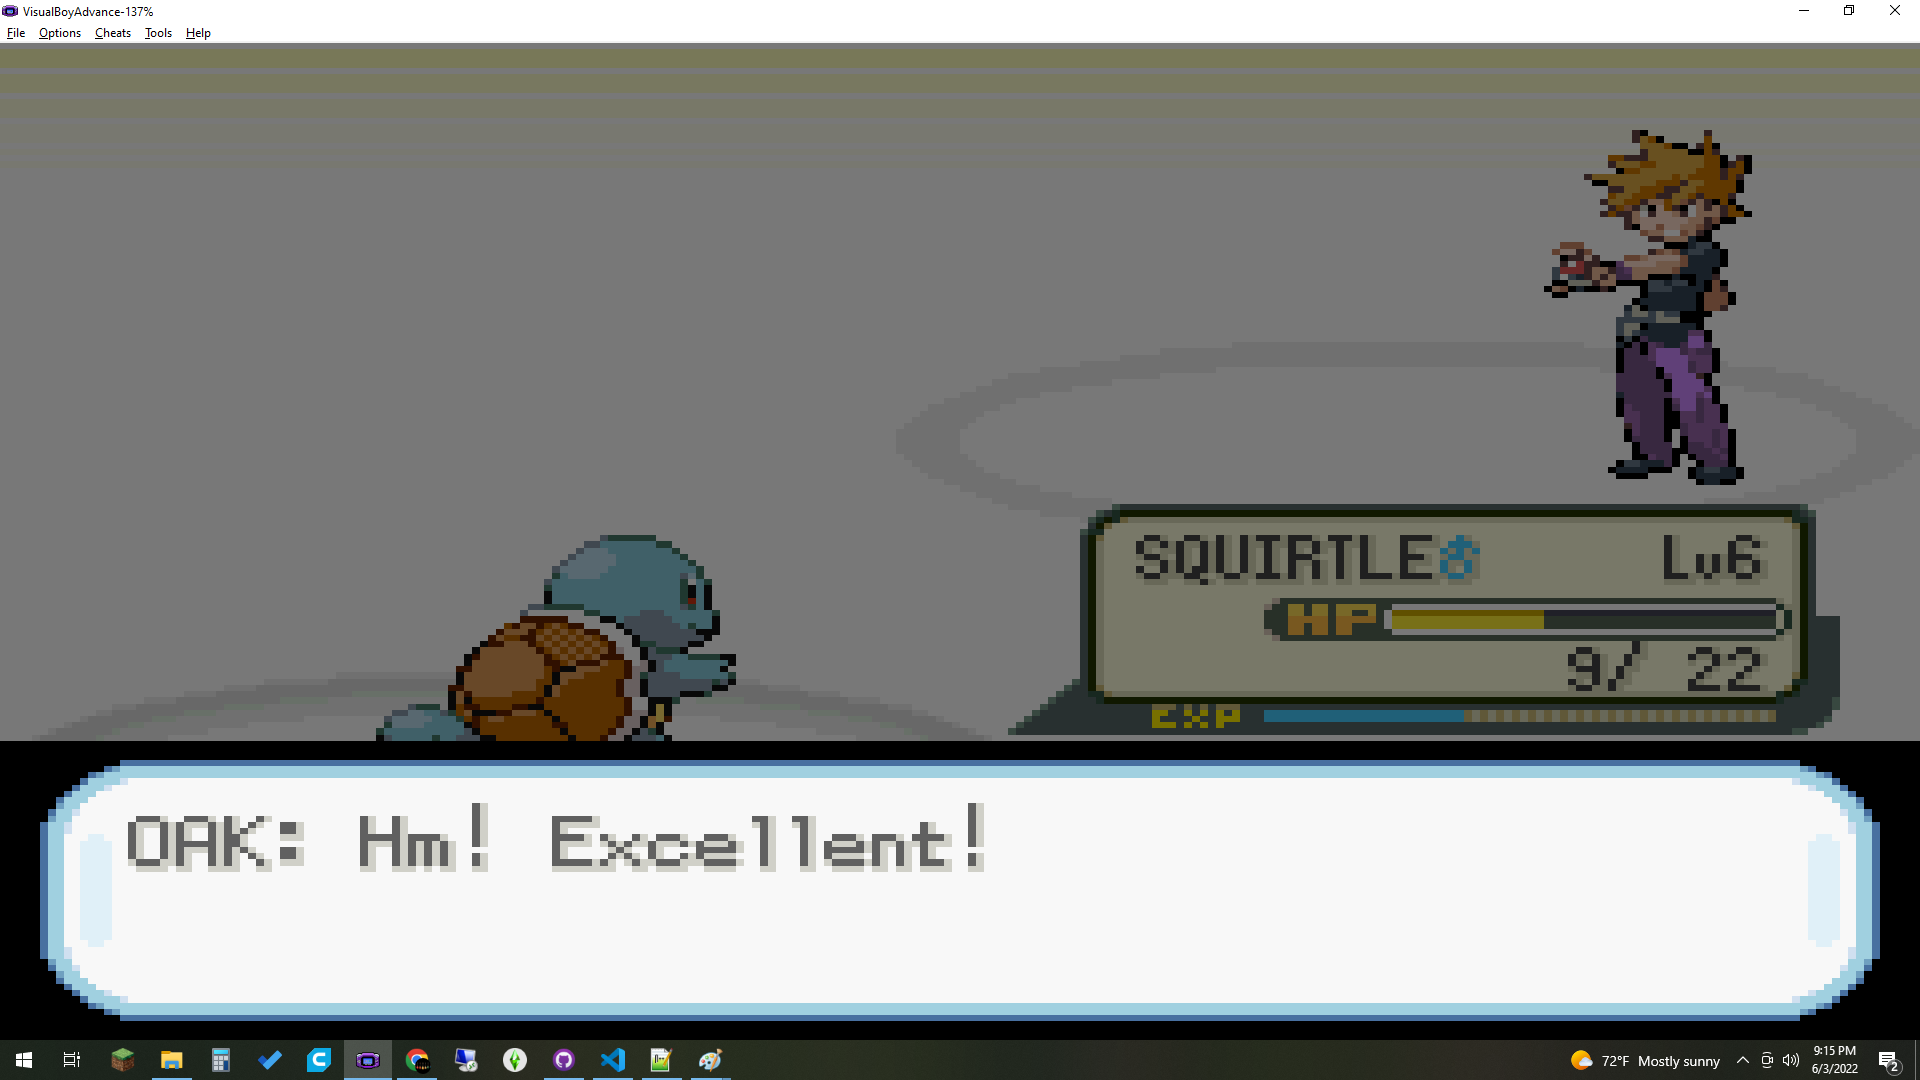 VisualBoyAdvance-137%
File Options Cheats Tools Help
SQUIRTLE♂ Lv6
HP
9/ 22
EXP
OAK: Hm! Excellent!
72°F Mostly sunny
9:15 PM
6/3/2022
2